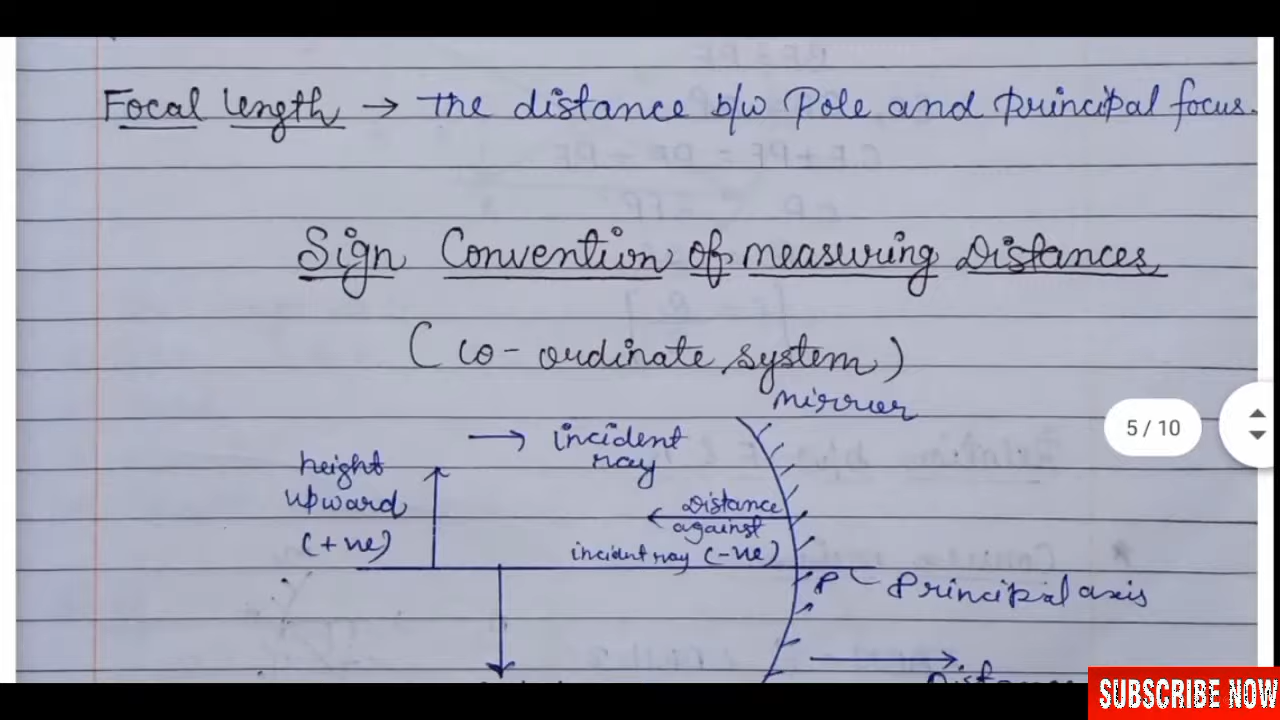 Focal length → The distance b/w Pole and principal focus.
Sign Convention of measuring Distances
(co-ordinate system)
mirror
→ incident ray
height upward (+ve)
Distance against incident ray (-ve)
5 / 10
P
Principal axis
SUBSCRIBE NOW